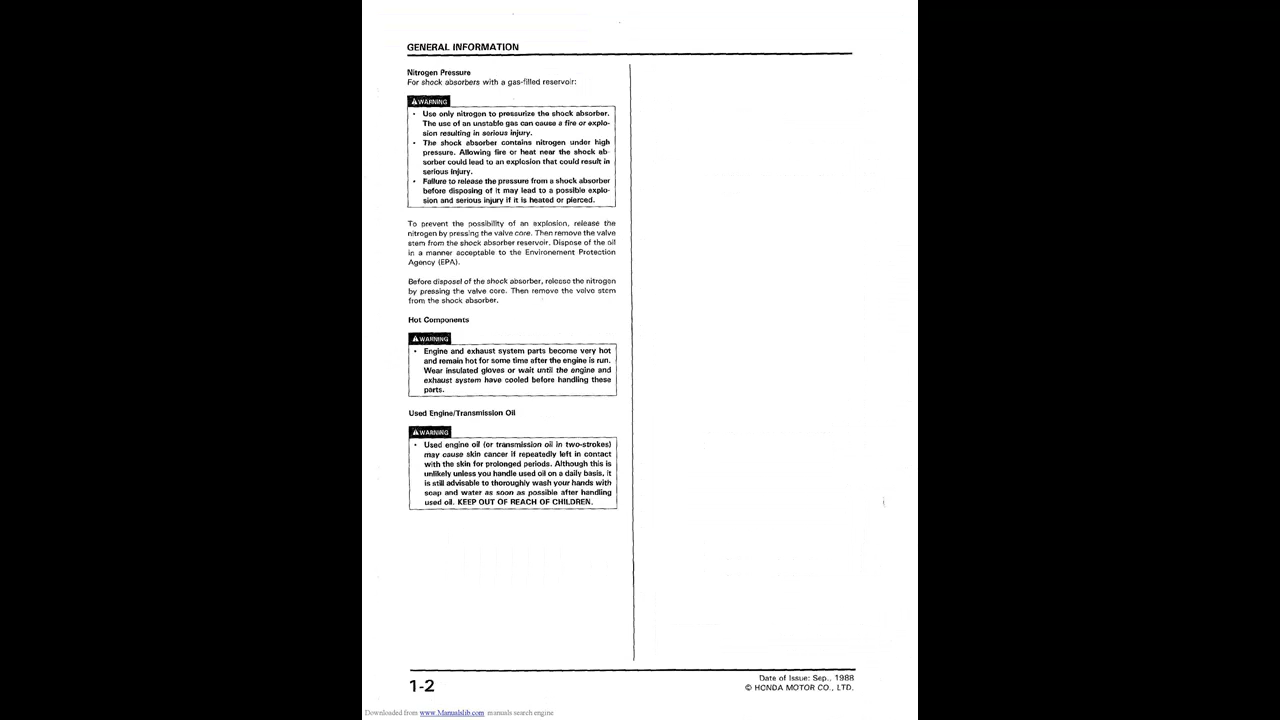 GENERAL INFORMATION
Nitrogen Pressure
For shock absorbers with a gas-filled reservoir:
WARNING
• Use only nitrogen to pressurize the shock absorber.
The use of an unstable gas can cause a fire or explo-
sion resulting in serious injury.
• The shock absorber contains nitrogen under high
pressure. Allowing fire or heat near the shock ab-
sorber could lead to an explosion that could result in
serious injury.
• Failure to release the pressure from a shock absorber
before disposing of it may lead to a possible explo-
sion and serious injury if it is heated or pierced.
To prevent the possibility of an explosion, release the
nitrogen by pressing the valve core. Then remove the valve
stem from the shock absorber reservoir. Dispose of the oil
in a manner acceptable to the Environement Protection
Agency (EPA).
Before disposel of the shock absorber, release the nitrogen
by pressing the valve core. Then remove the valve stem
from the shock absorber.
Hot Components
WARNING
• Engine and exhaust system parts become very hot
and remain hot for some time after the engine is run.
Wear insulated gloves or wait until the engine and
exhaust system have cooled before handling these
parts.
Used Engine/Transmission Oil
WARNING
• Used engine oil (or transmission oil in two-strokes)
may cause skin cancer if repeatedly left in contact
with the skin for prolonged periods. Although this is
unlikely unless you handle used oil on a daily basis, it
is still advisable to thoroughly wash your hands with
soap and water as soon as possible after handling
used oil. KEEP OUT OF REACH OF CHILDREN.
1-2
Date of Issue: Sep., 1988
© HONDA MOTOR CO., LTD.
Downloaded from www.Manualslib.com manuals search engine